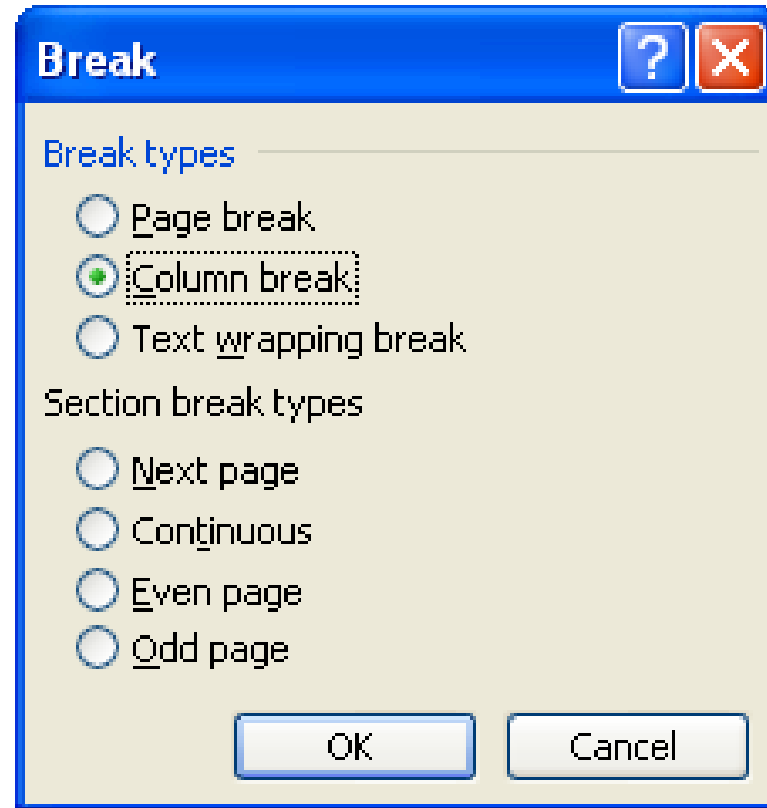 Break
Break types
Page break
Column break
Text wrapping break
Section break types
Next page
Continuous
Even page
Odd page
OK Cancel